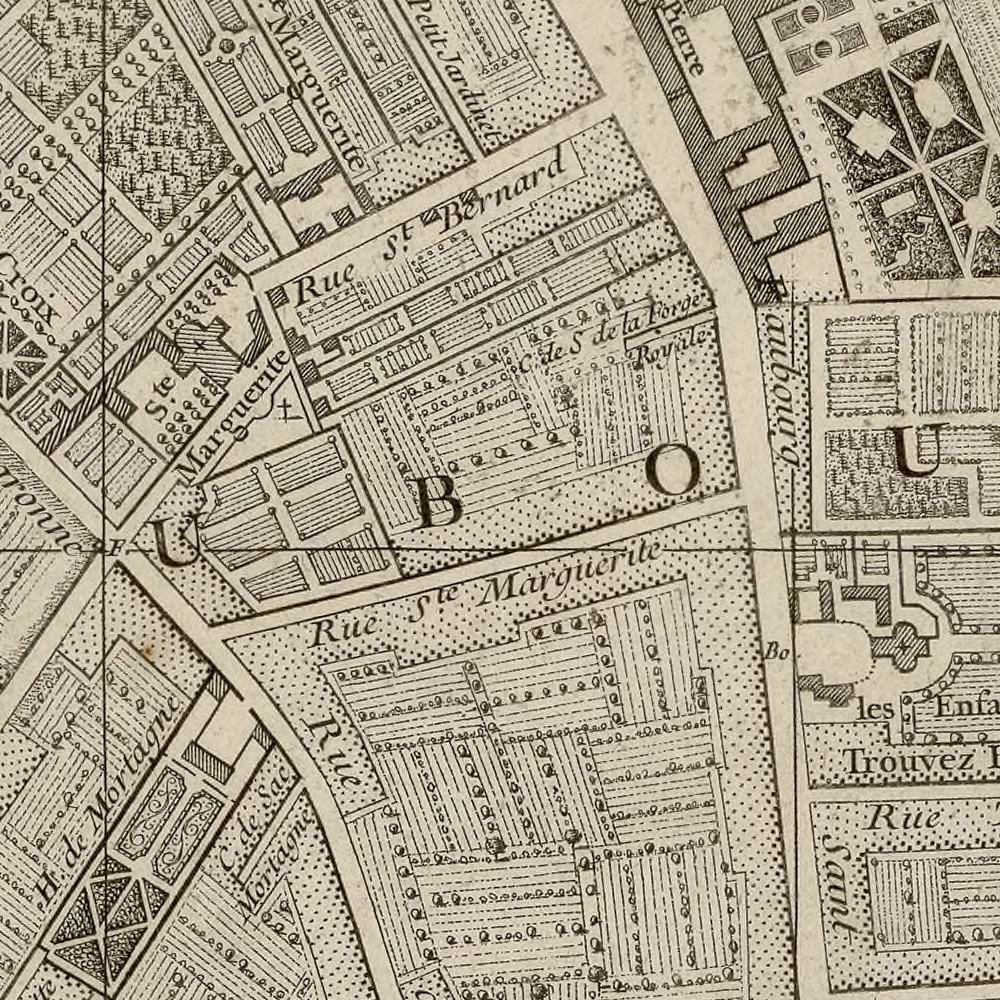 Marguerite
Petit Jardinet
Pierre
Rue St. Bernard
Croix
Ste
Marguerite
C. de S. de la Forge
Royale
Faubourg
U B O U
F
Rue Ste Marguerite
Rue
Bo
les Enfa
Trouvez
Rue
Saint
H. de Mortagne
C. de Sac
Mortagne